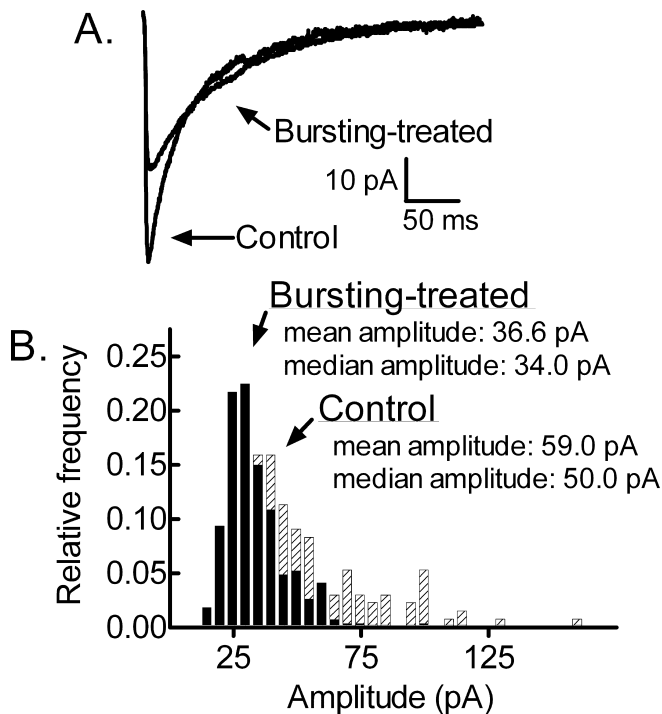 A.
Bursting-treated
10 pA
50 ms
Control
Bursting-treated
mean amplitude: 36.6 pA
median amplitude: 34.0 pA
B.
Control
mean amplitude: 59.0 pA
median amplitude: 50.0 pA
Relative frequency
0.25
0.20
0.15
0.10
0.05
0.00
25 75 125
Amplitude (pA)